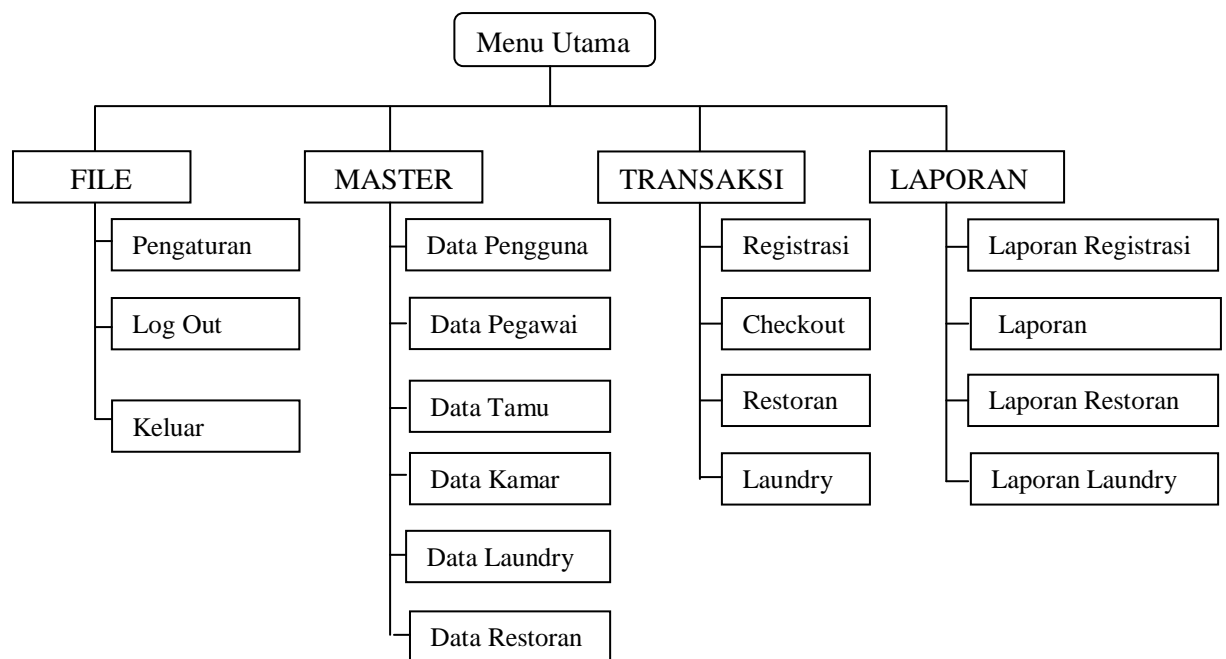 Menu Utama
FILE
MASTER
TRANSAKSI
LAPORAN
Pengaturan
Log Out
Keluar
Data Pengguna
Data Pegawai
Data Tamu
Data Kamar
Data Laundry
Data Restoran
Registrasi
Checkout
Restoran
Laundry
Laporan Registrasi
Laporan
Laporan Restoran
Laporan Laundry